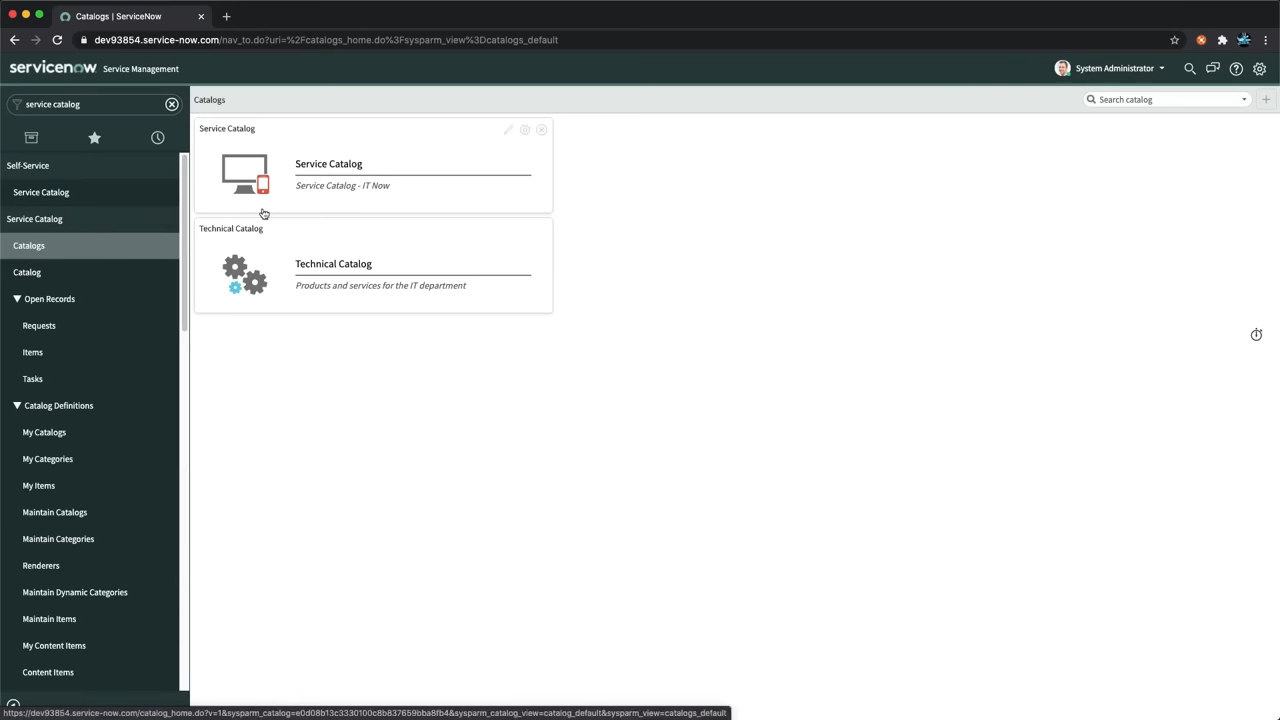 Catalogs | ServiceNow
dev93854.service-now.com/nav_to.do?uri=%2Fcatalogs_home.do%3Fsysparm_view%3Dcatalogs_default
servicenow Service Management
System Administrator
service catalog
Catalogs
Search catalog
Self-Service
Service Catalog
Service Catalog
Catalogs
Catalog
Open Records
Requests
Items
Tasks
Catalog Definitions
My Catalogs
My Categories
My Items
Maintain Catalogs
Maintain Categories
Renderers
Maintain Dynamic Categories
Maintain Items
My Content Items
Content Items
Service Catalog
Service Catalog
Service Catalog - IT Now
Technical Catalog
Technical Catalog
Products and services for the IT department
https://dev93854.service-now.com/catalog_home.do?v=1&sysparm_catalog=e0d08b13c3330100c8b837659bba8fb4&sysparm_catalog_view=catalog_default&sysparm_view=catalogs_default